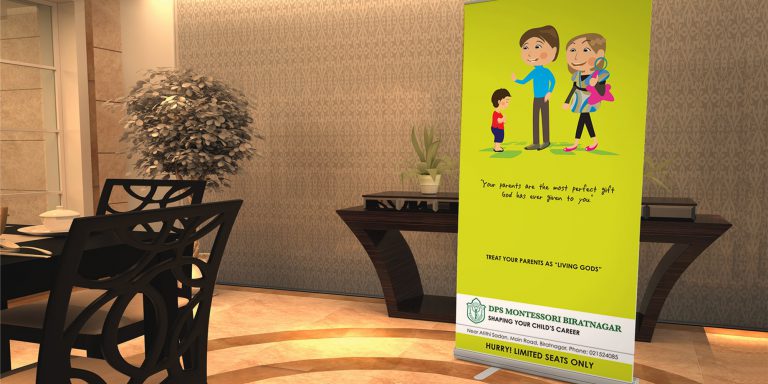 "Your parents are the most perfect gift
God has ever given to you"
TREAT YOUR PARENTS AS "LIVING GODS"
DPS MONTESSORI BIRATNAGAR
SHAPING YOUR CHILD'S CAREER
Near Atithi Sadan, Main Road, Biratnagar, Phone: 021524085
HURRY! LIMITED SEATS ONLY